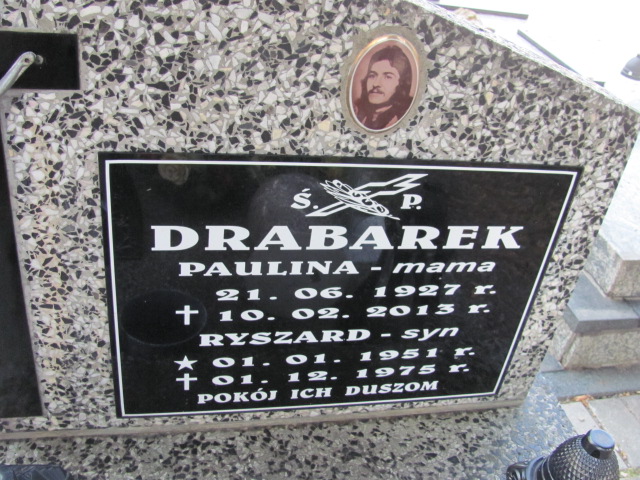 Ś. P.
DRABAREK
PAULINA - mama
21. 06. 1927 r.
✝ 10. 02. 2013 r.
RYSZARD - syn
★ 01. 01. 1951 r.
✝ 01. 12. 1975 r.
POKÓJ ICH DUSZOM